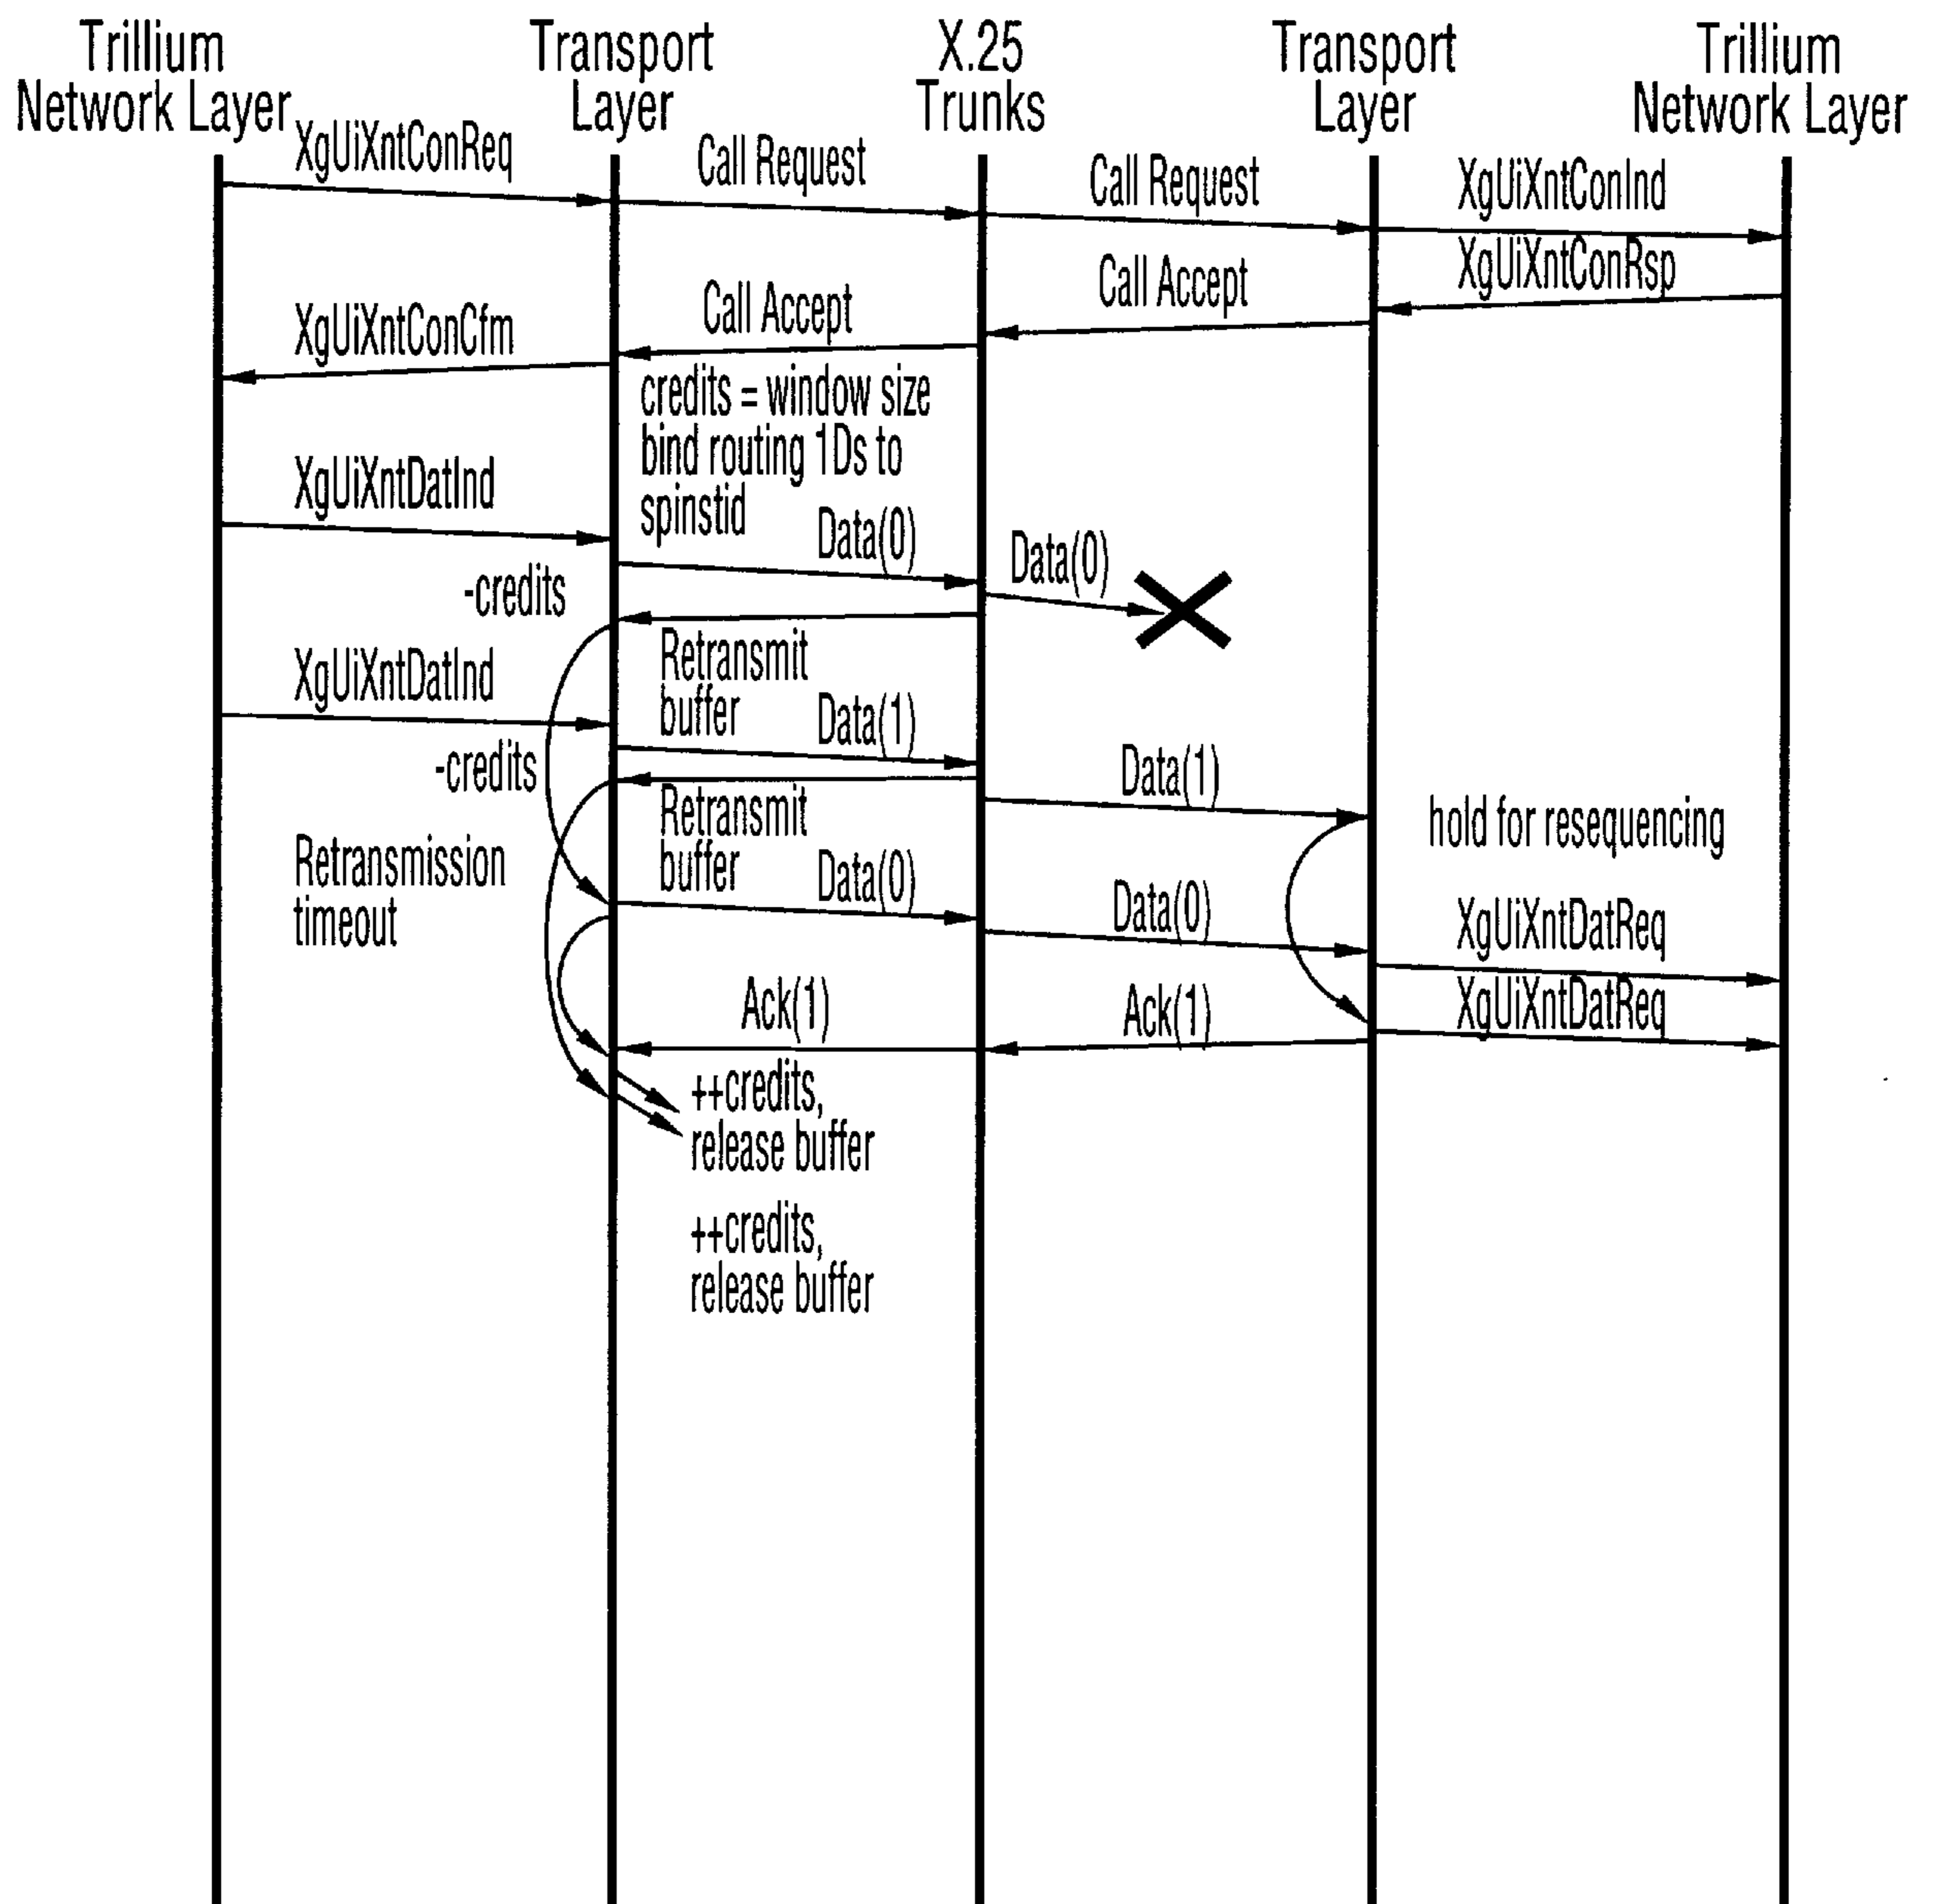 Trillium
Network Layer
Transport
Layer
X.25
Trunks
Transport
Layer
Trillium
Network Layer
XgUiXntConReq
Call Request
Call Request
XgUiXntConInd
XgUiXntConRsp
Call Accept
Call Accept
XgUiXntConCfm
credits = window size
bind routing 1Ds to
spinstid
XgUiXntDatInd
Data(0)
Data(0)
-credits
Retransmit
buffer
XgUiXntDatInd
Data(1)
-credits
Data(1)
Retransmit
buffer
hold for resequencing
Retransmission
timeout
Data(0)
Data(0)
XgUiXntDatReq
Ack(1)
Ack(1)
XgUiXntDatReq
++credits,
release buffer
++credits,
release buffer